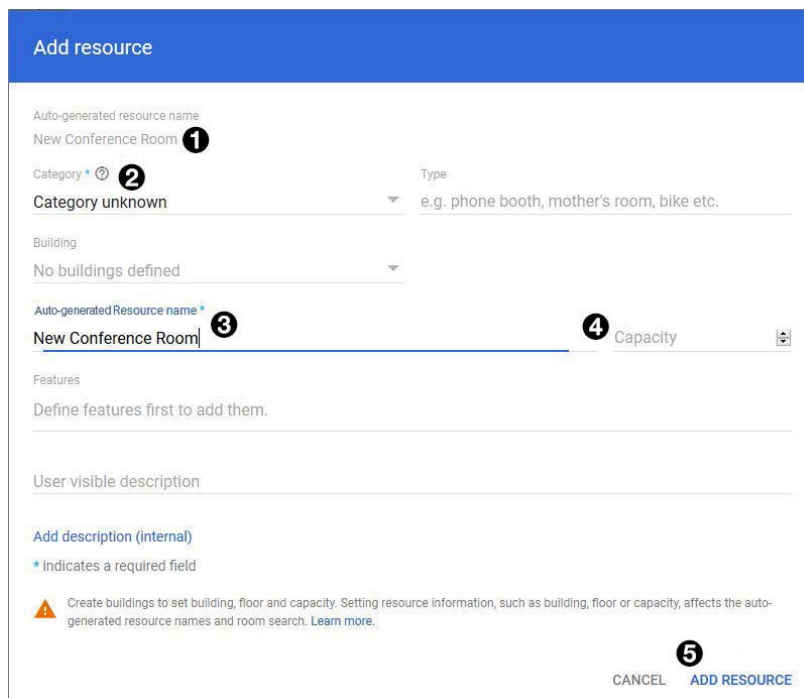 Add resource
Auto-generated resource name
New Conference Room 1
Category * ? 2
Type
Category unknown
e.g. phone booth, mother's room, bike etc.
Building
No buildings defined
Auto-generated Resource name * 3
New Conference Room
4 Capacity
Features
Define features first to add them.
User visible description
Add description (internal)
* indicates a required field
Create buildings to set building, floor and capacity. Setting resource information, such as building, floor or capacity, affects the auto-
generated resource names and room search. Learn more.
5
CANCEL ADD RESOURCE